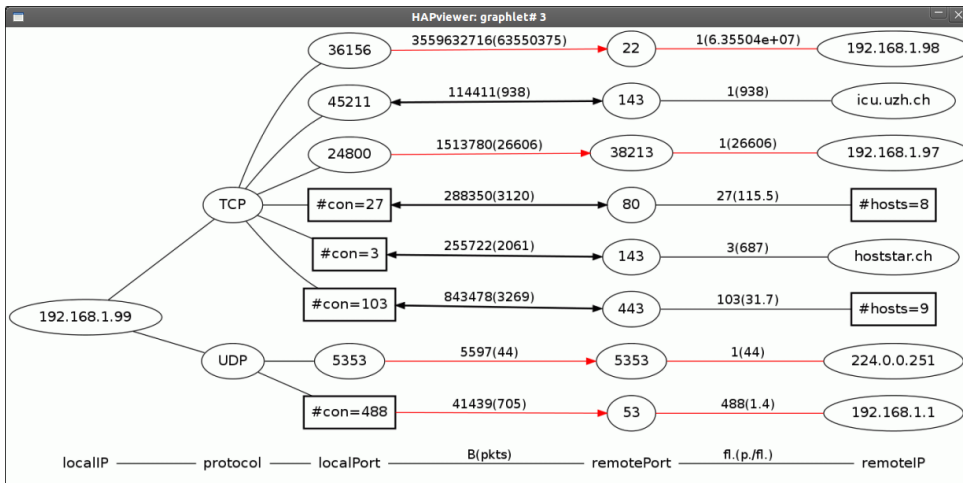 HAPviewer: graphlet# 3
36156 3559632716(63550375) 22 1(6.35504e+07) 192.168.1.98
45211 114411(938) 143 1(938) icu.uzh.ch
24800 1513780(26606) 38213 1(26606) 192.168.1.97
TCP #con=27 288350(3120) 80 27(115.5) #hosts=8
#con=3 255722(2061) 143 3(687) hoststar.ch
#con=103 843478(3269) 443 103(31.7) #hosts=9
192.168.1.99
UDP 5353 5597(44) 5353 1(44) 224.0.0.251
#con=488 41439(705) 53 488(1.4) 192.168.1.1
localIP protocol localPort B(pkts) remotePort fl.(p./fl.) remoteIP